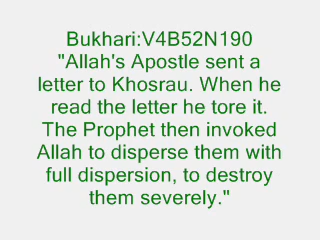 Bukhari:V4B52N190
"Allah's Apostle sent a
letter to Khosrau. When he
read the letter he tore it.
The Prophet then invoked
Allah to disperse them with
full dispersion, to destroy
them severely."